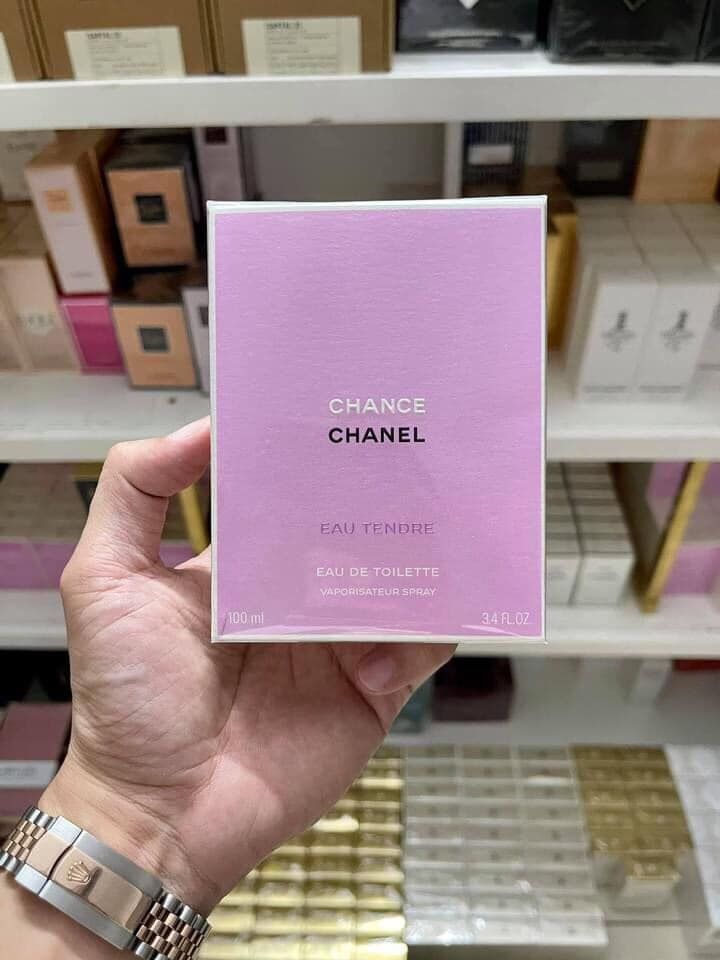 CHANCE
CHANEL
EAU TENDRE
EAU DE TOILETTE
VAPORISATEUR SPRAY
100 ml
3.4 FL.OZ